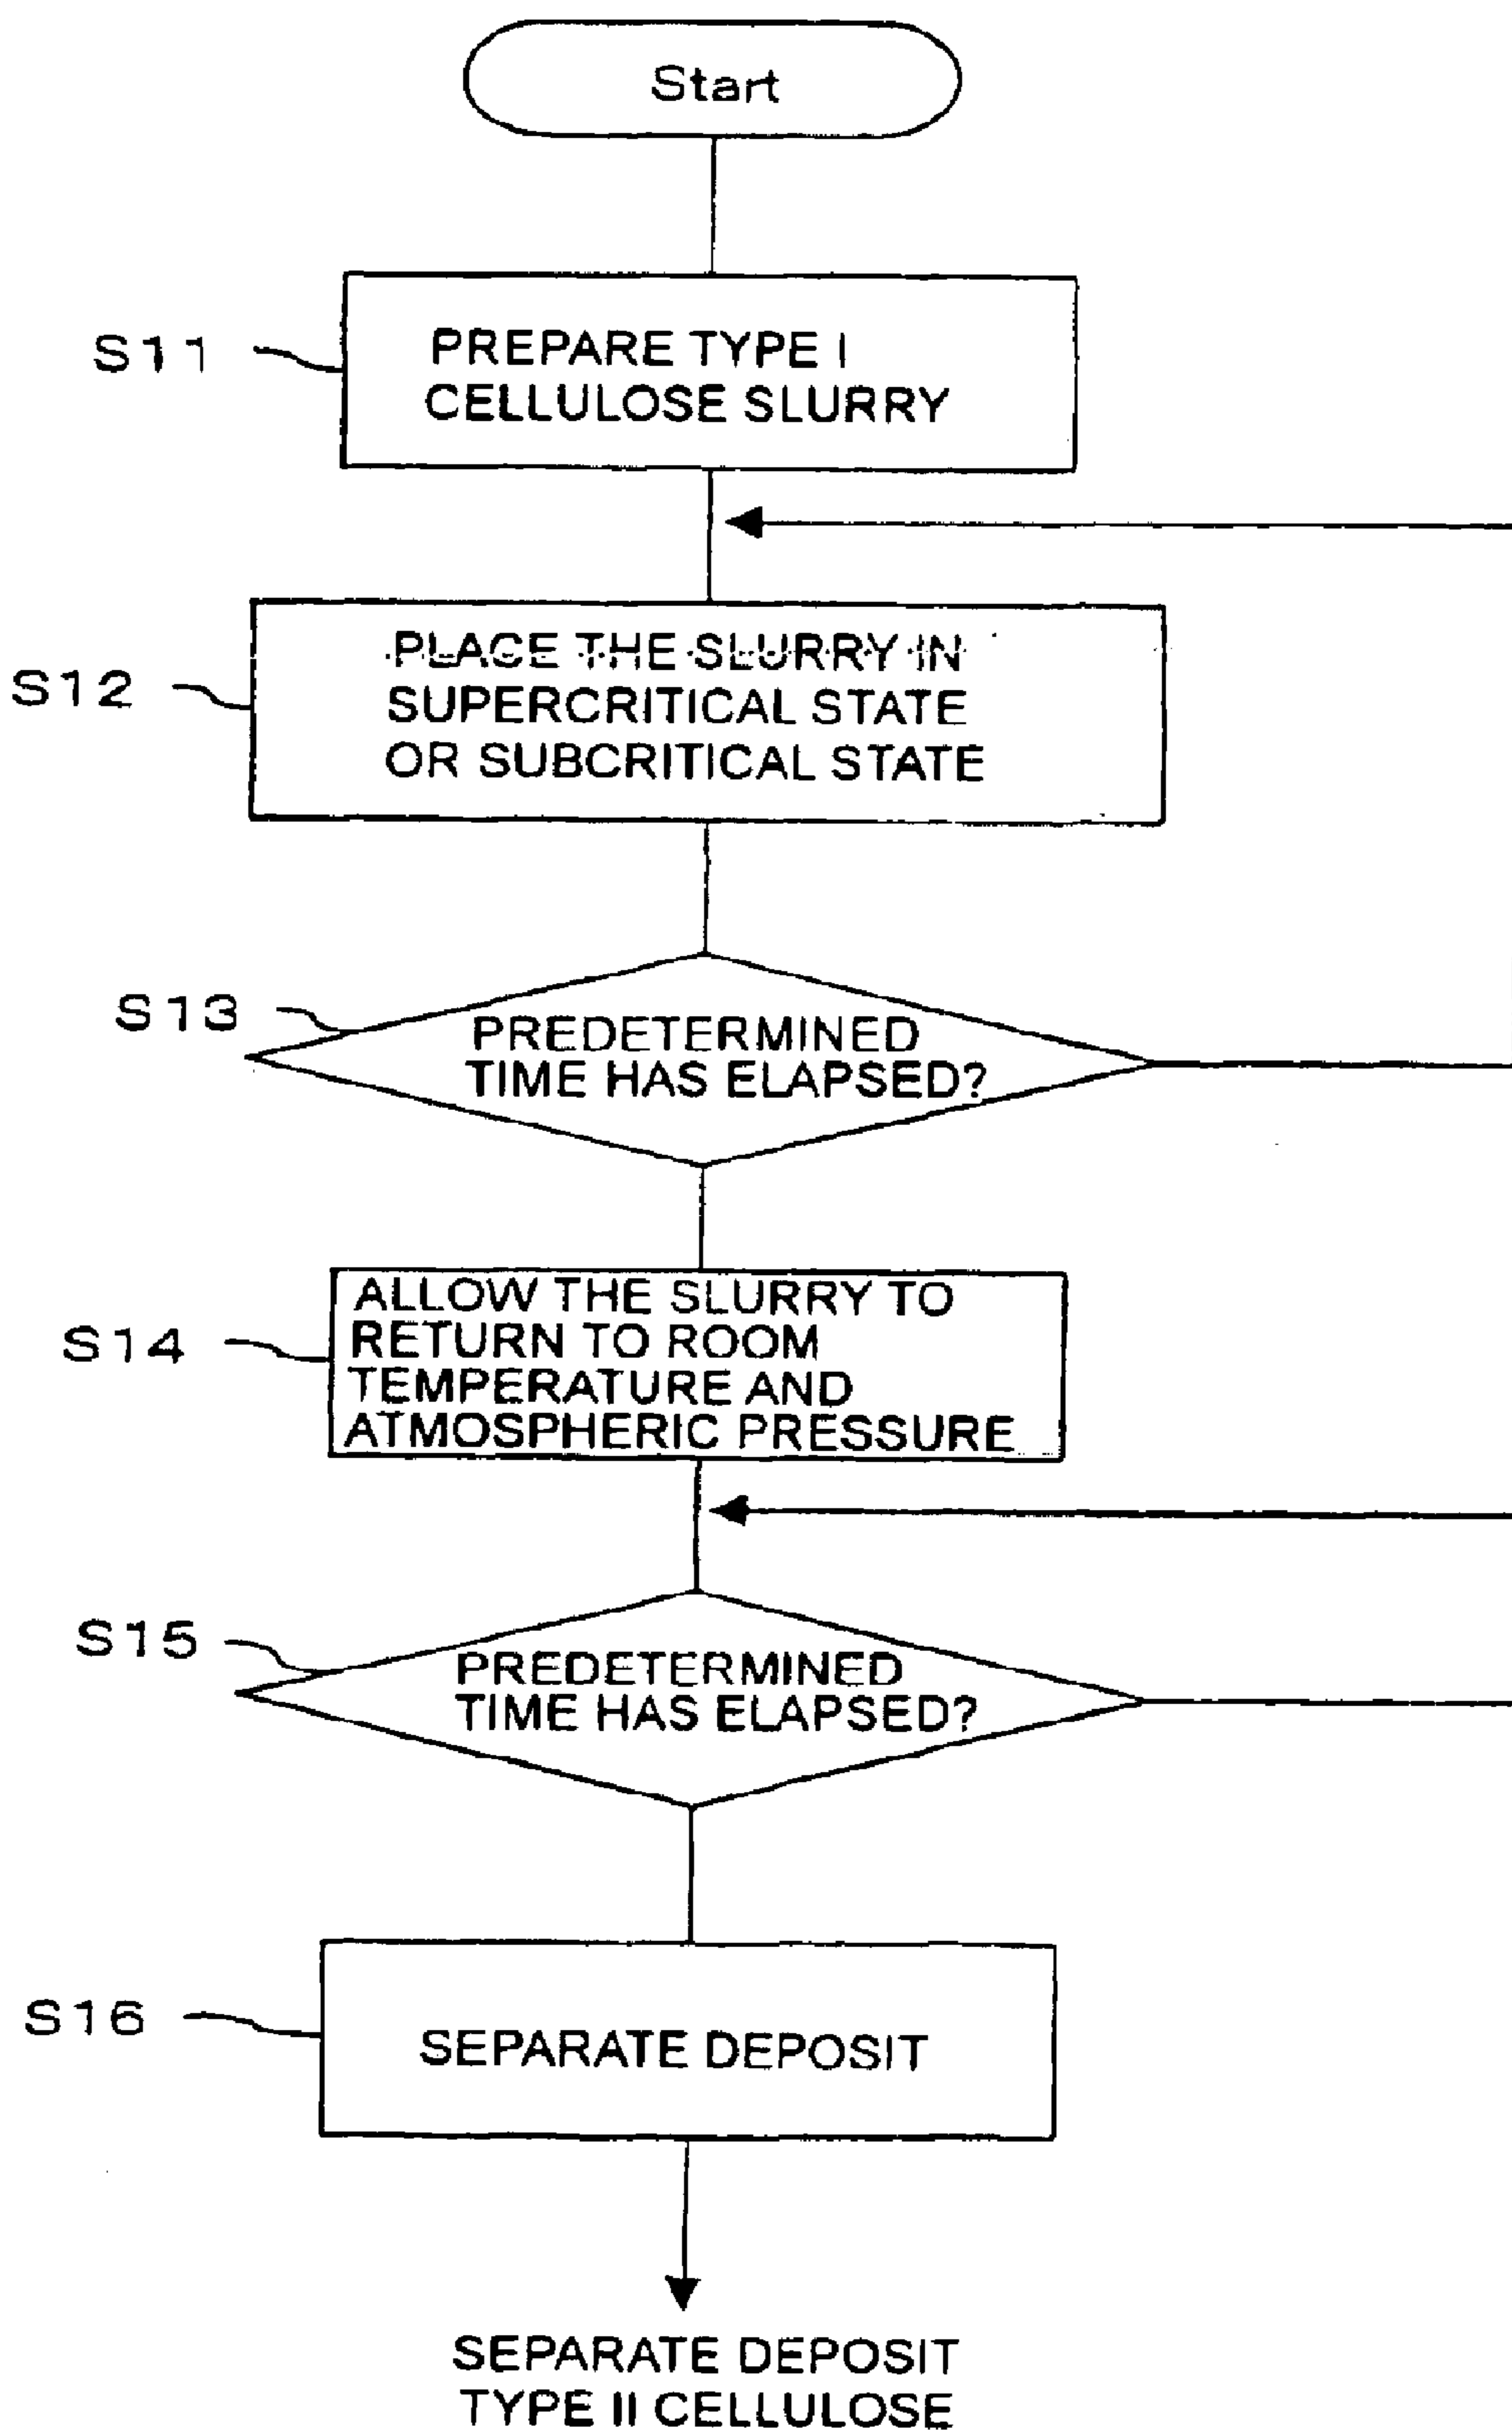 Start
S11
PREPARE TYPE I
CELLULOSE SLURRY
S12
PLACE THE SLURRY IN
SUPERCRITICAL STATE
OR SUBCRITICAL STATE
S13
PREDETERMINED
TIME HAS ELAPSED?
S14
ALLOW THE SLURRY TO
RETURN TO ROOM
TEMPERATURE AND
ATMOSPHERIC PRESSURE
S15
PREDETERMINED
TIME HAS ELAPSED?
S16
SEPARATE DEPOSIT
SEPARATE DEPOSIT
TYPE II CELLULOSE